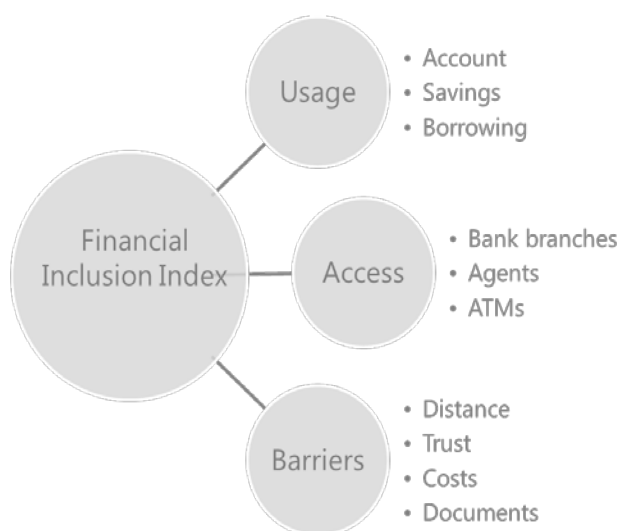 Financial
Inclusion Index
Usage
• Account
• Savings
• Borrowing
Access
• Bank branches
• Agents
• ATMs
Barriers
• Distance
• Trust
• Costs
• Documents